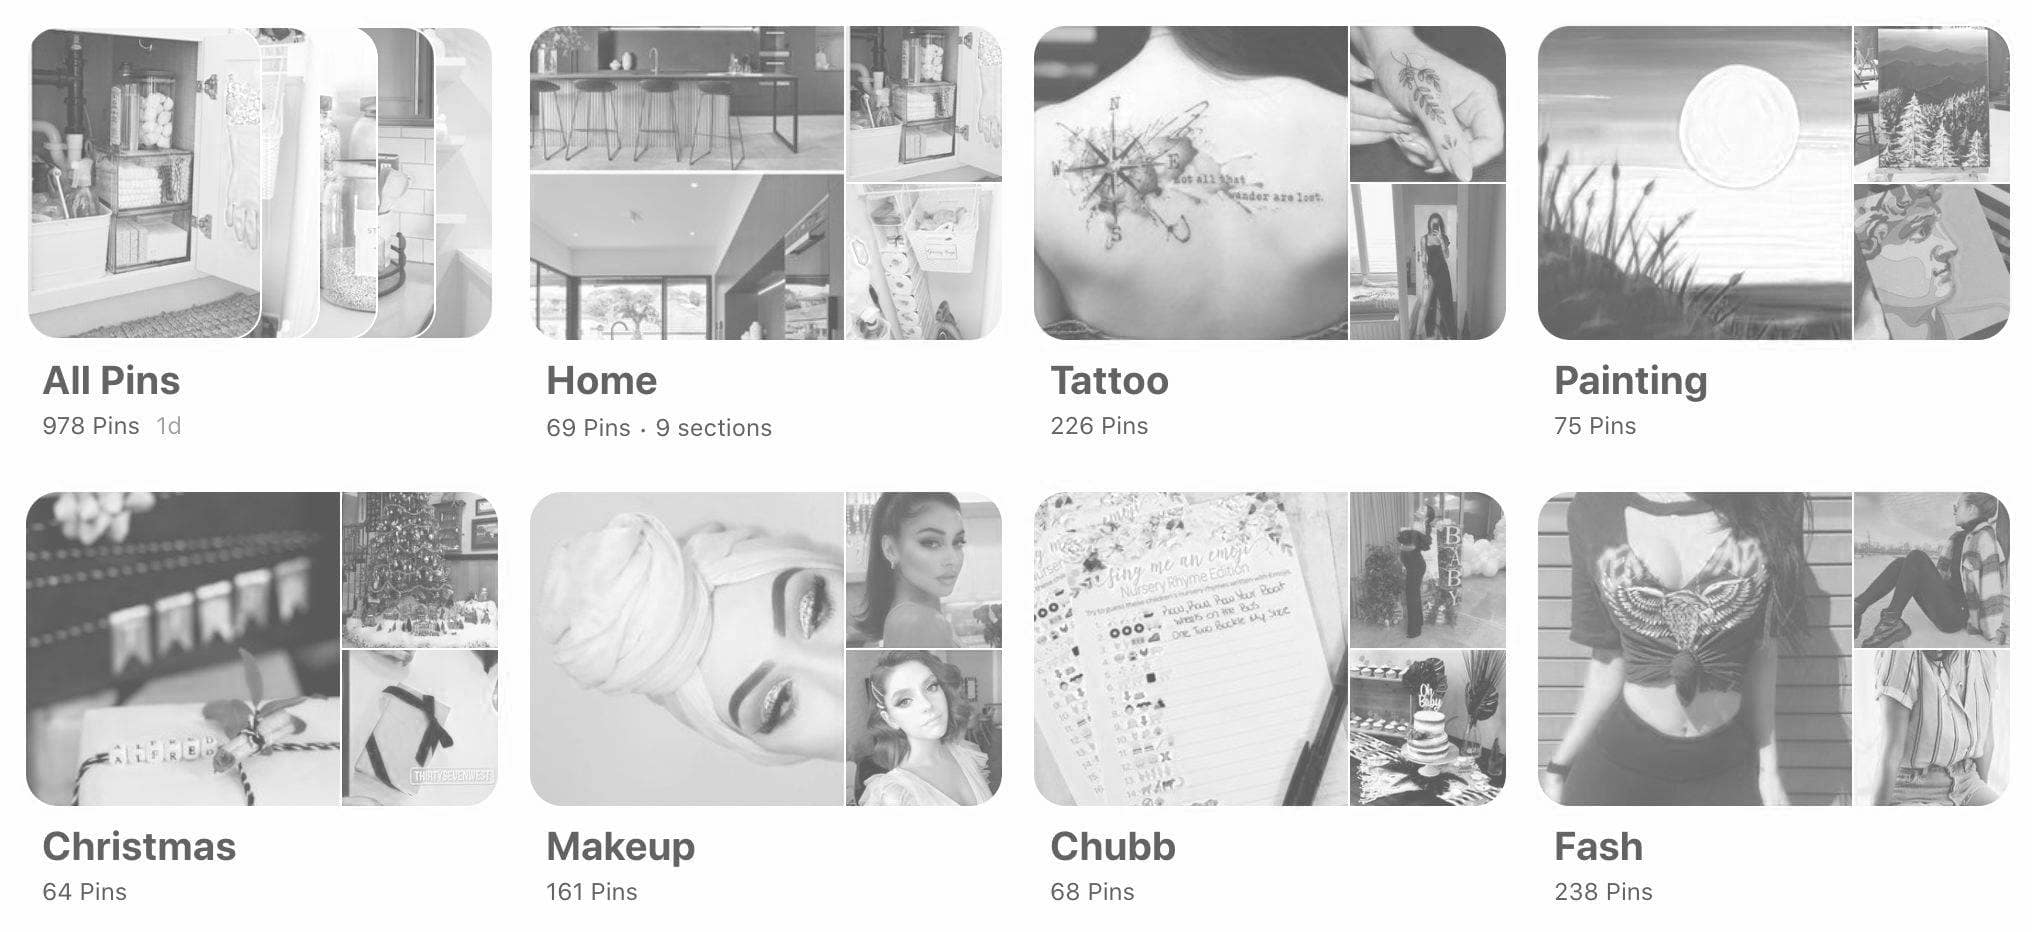 N
W
E
S
not all that
wander are lost.
All Pins
978 Pins 1d
Home
69 Pins · 9 sections
Tattoo
226 Pins
Painting
75 Pins
ALFRED
THIRTYSEVENWEST
sing me an emoji
Nursery Rhyme Edition
Row, Row, Row Your Boat
Wheels on the Bus
One Two Buckle My Shoe
BABY
Oh
Baby
Christmas
64 Pins
Makeup
161 Pins
Chubb
68 Pins
Fash
238 Pins